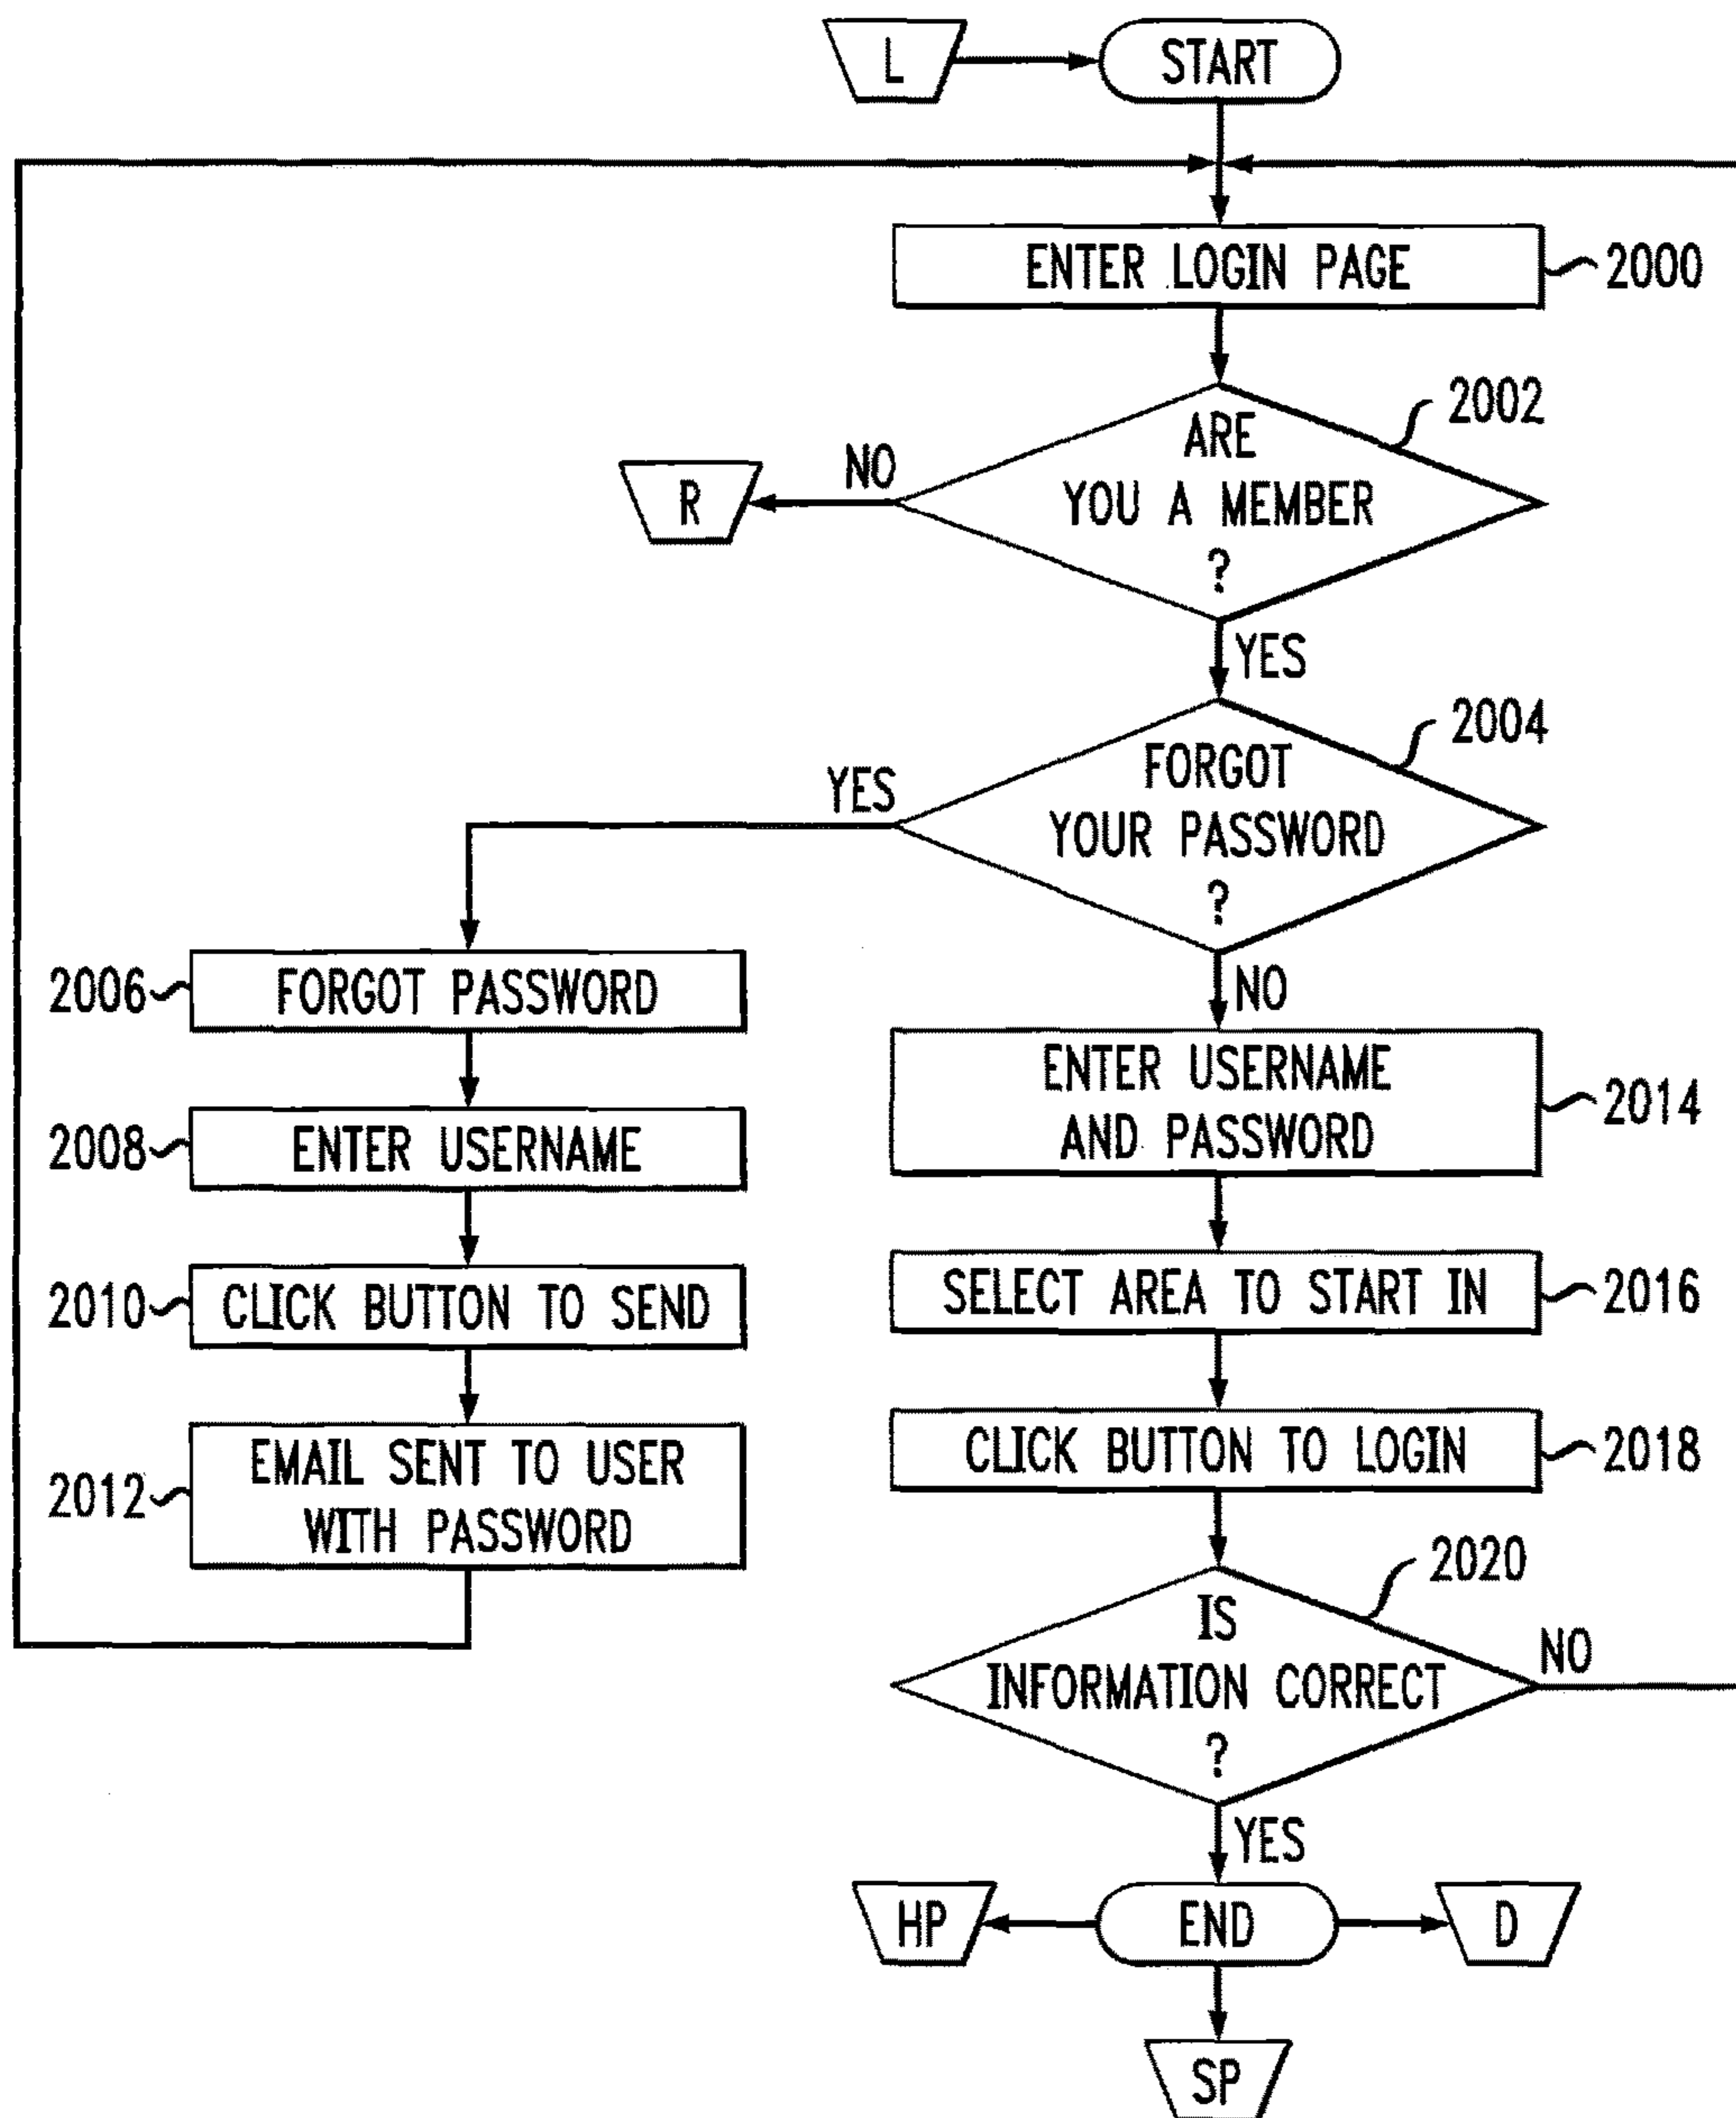 L
START
ENTER LOGIN PAGE
2000
2002
ARE
YOU A MEMBER
?
NO
R
YES
2004
FORGOT
YOUR PASSWORD
?
YES
NO
2006
FORGOT PASSWORD
2008
ENTER USERNAME
2010
CLICK BUTTON TO SEND
2012
EMAIL SENT TO USER
WITH PASSWORD
ENTER USERNAME
AND PASSWORD
2014
SELECT AREA TO START IN
2016
CLICK BUTTON TO LOGIN
2018
2020
IS
INFORMATION CORRECT
?
NO
YES
HP
END
D
SP